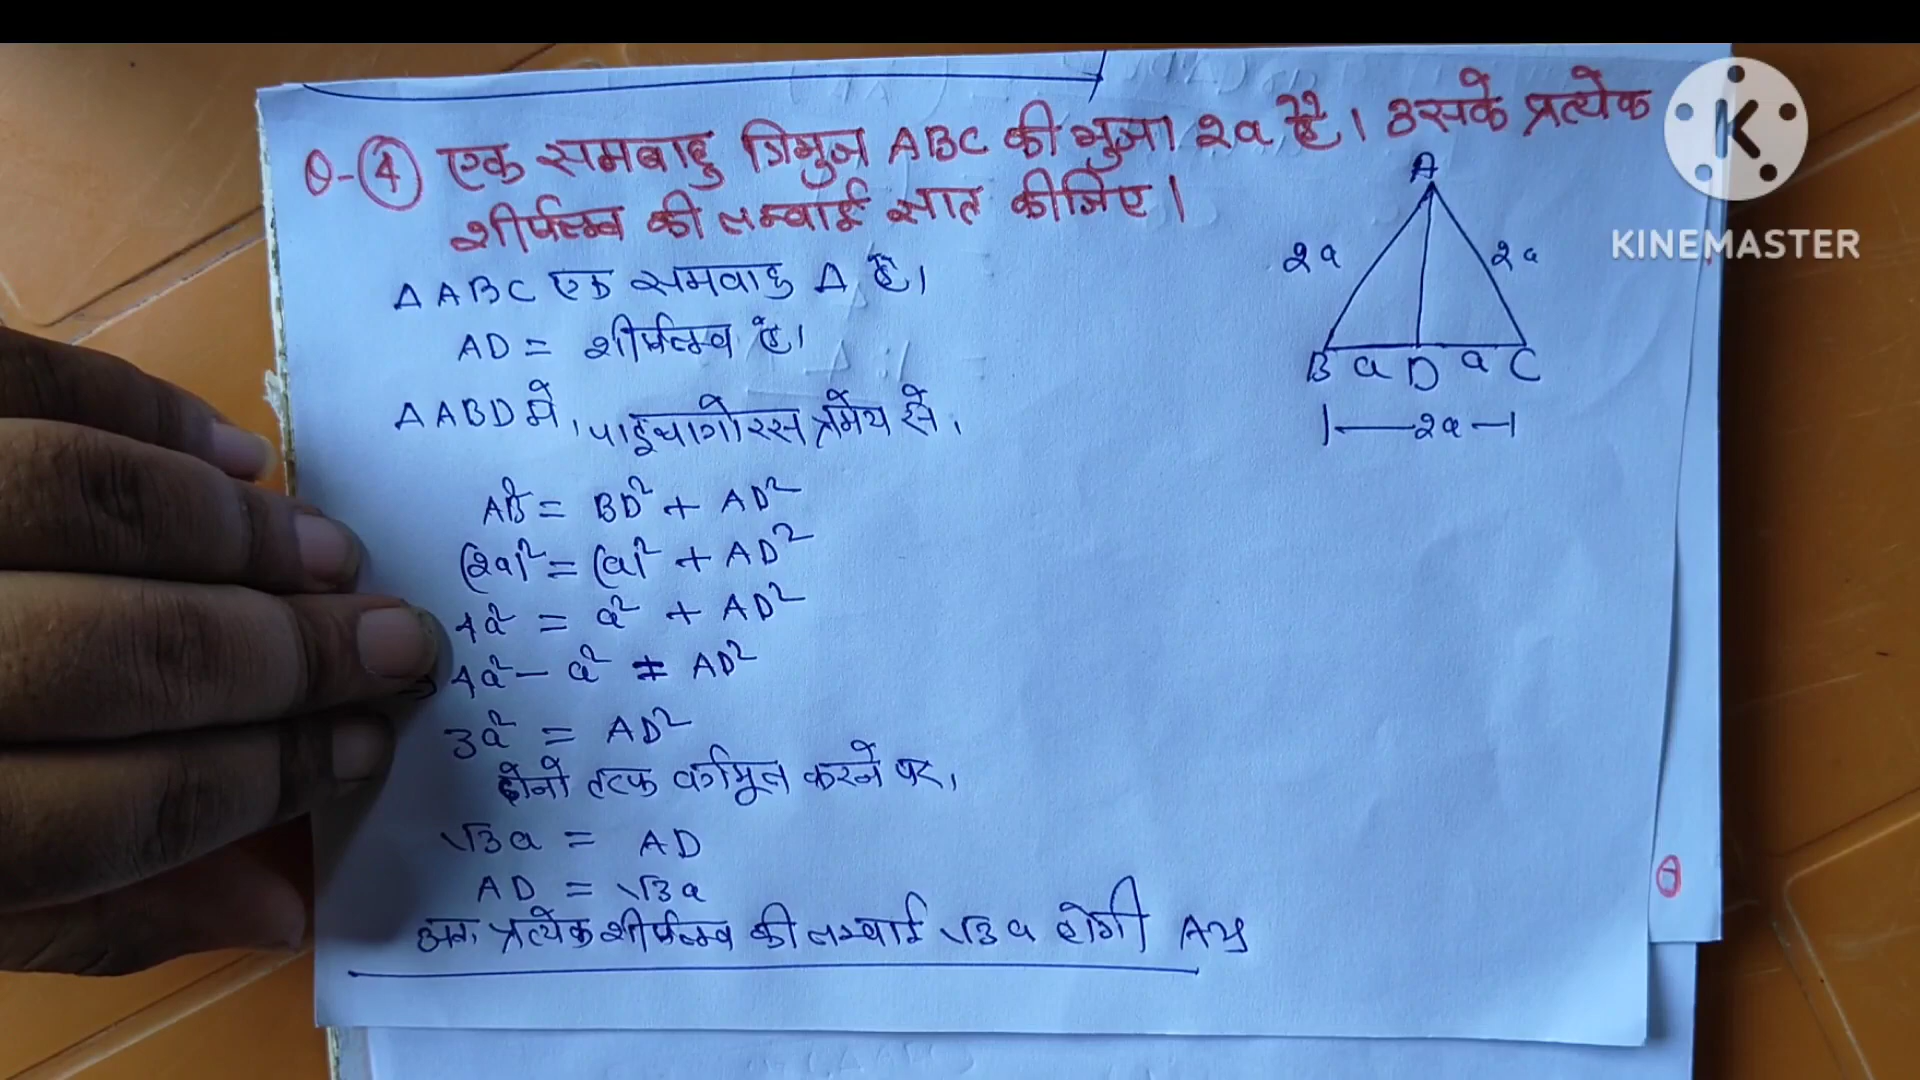 Q-④ एक समबाहु त्रिभुज ABC की भुजा 2a है। उसके प्रत्येक
शीर्षलम्ब की लम्बाई ज्ञात कीजिए।
△ABC एक समबाहु △ है।
AD = शीर्षलम्ब है।
△ABD में, पाइथागोरस प्रमेय से,
AB² = BD² + AD²
(2a)² = (a)² + AD²
4a² = a² + AD²
4a² - a² = AD²
3a² = AD²
दोनो तरफ वर्गमूल करने पर,
√3a = AD
AD = √3a
अतः प्रत्येक शीर्षलम्ब की लम्बाई √3a होगी Ans
A
2a 2a
B a D a C
2a
K
KINEMASTER